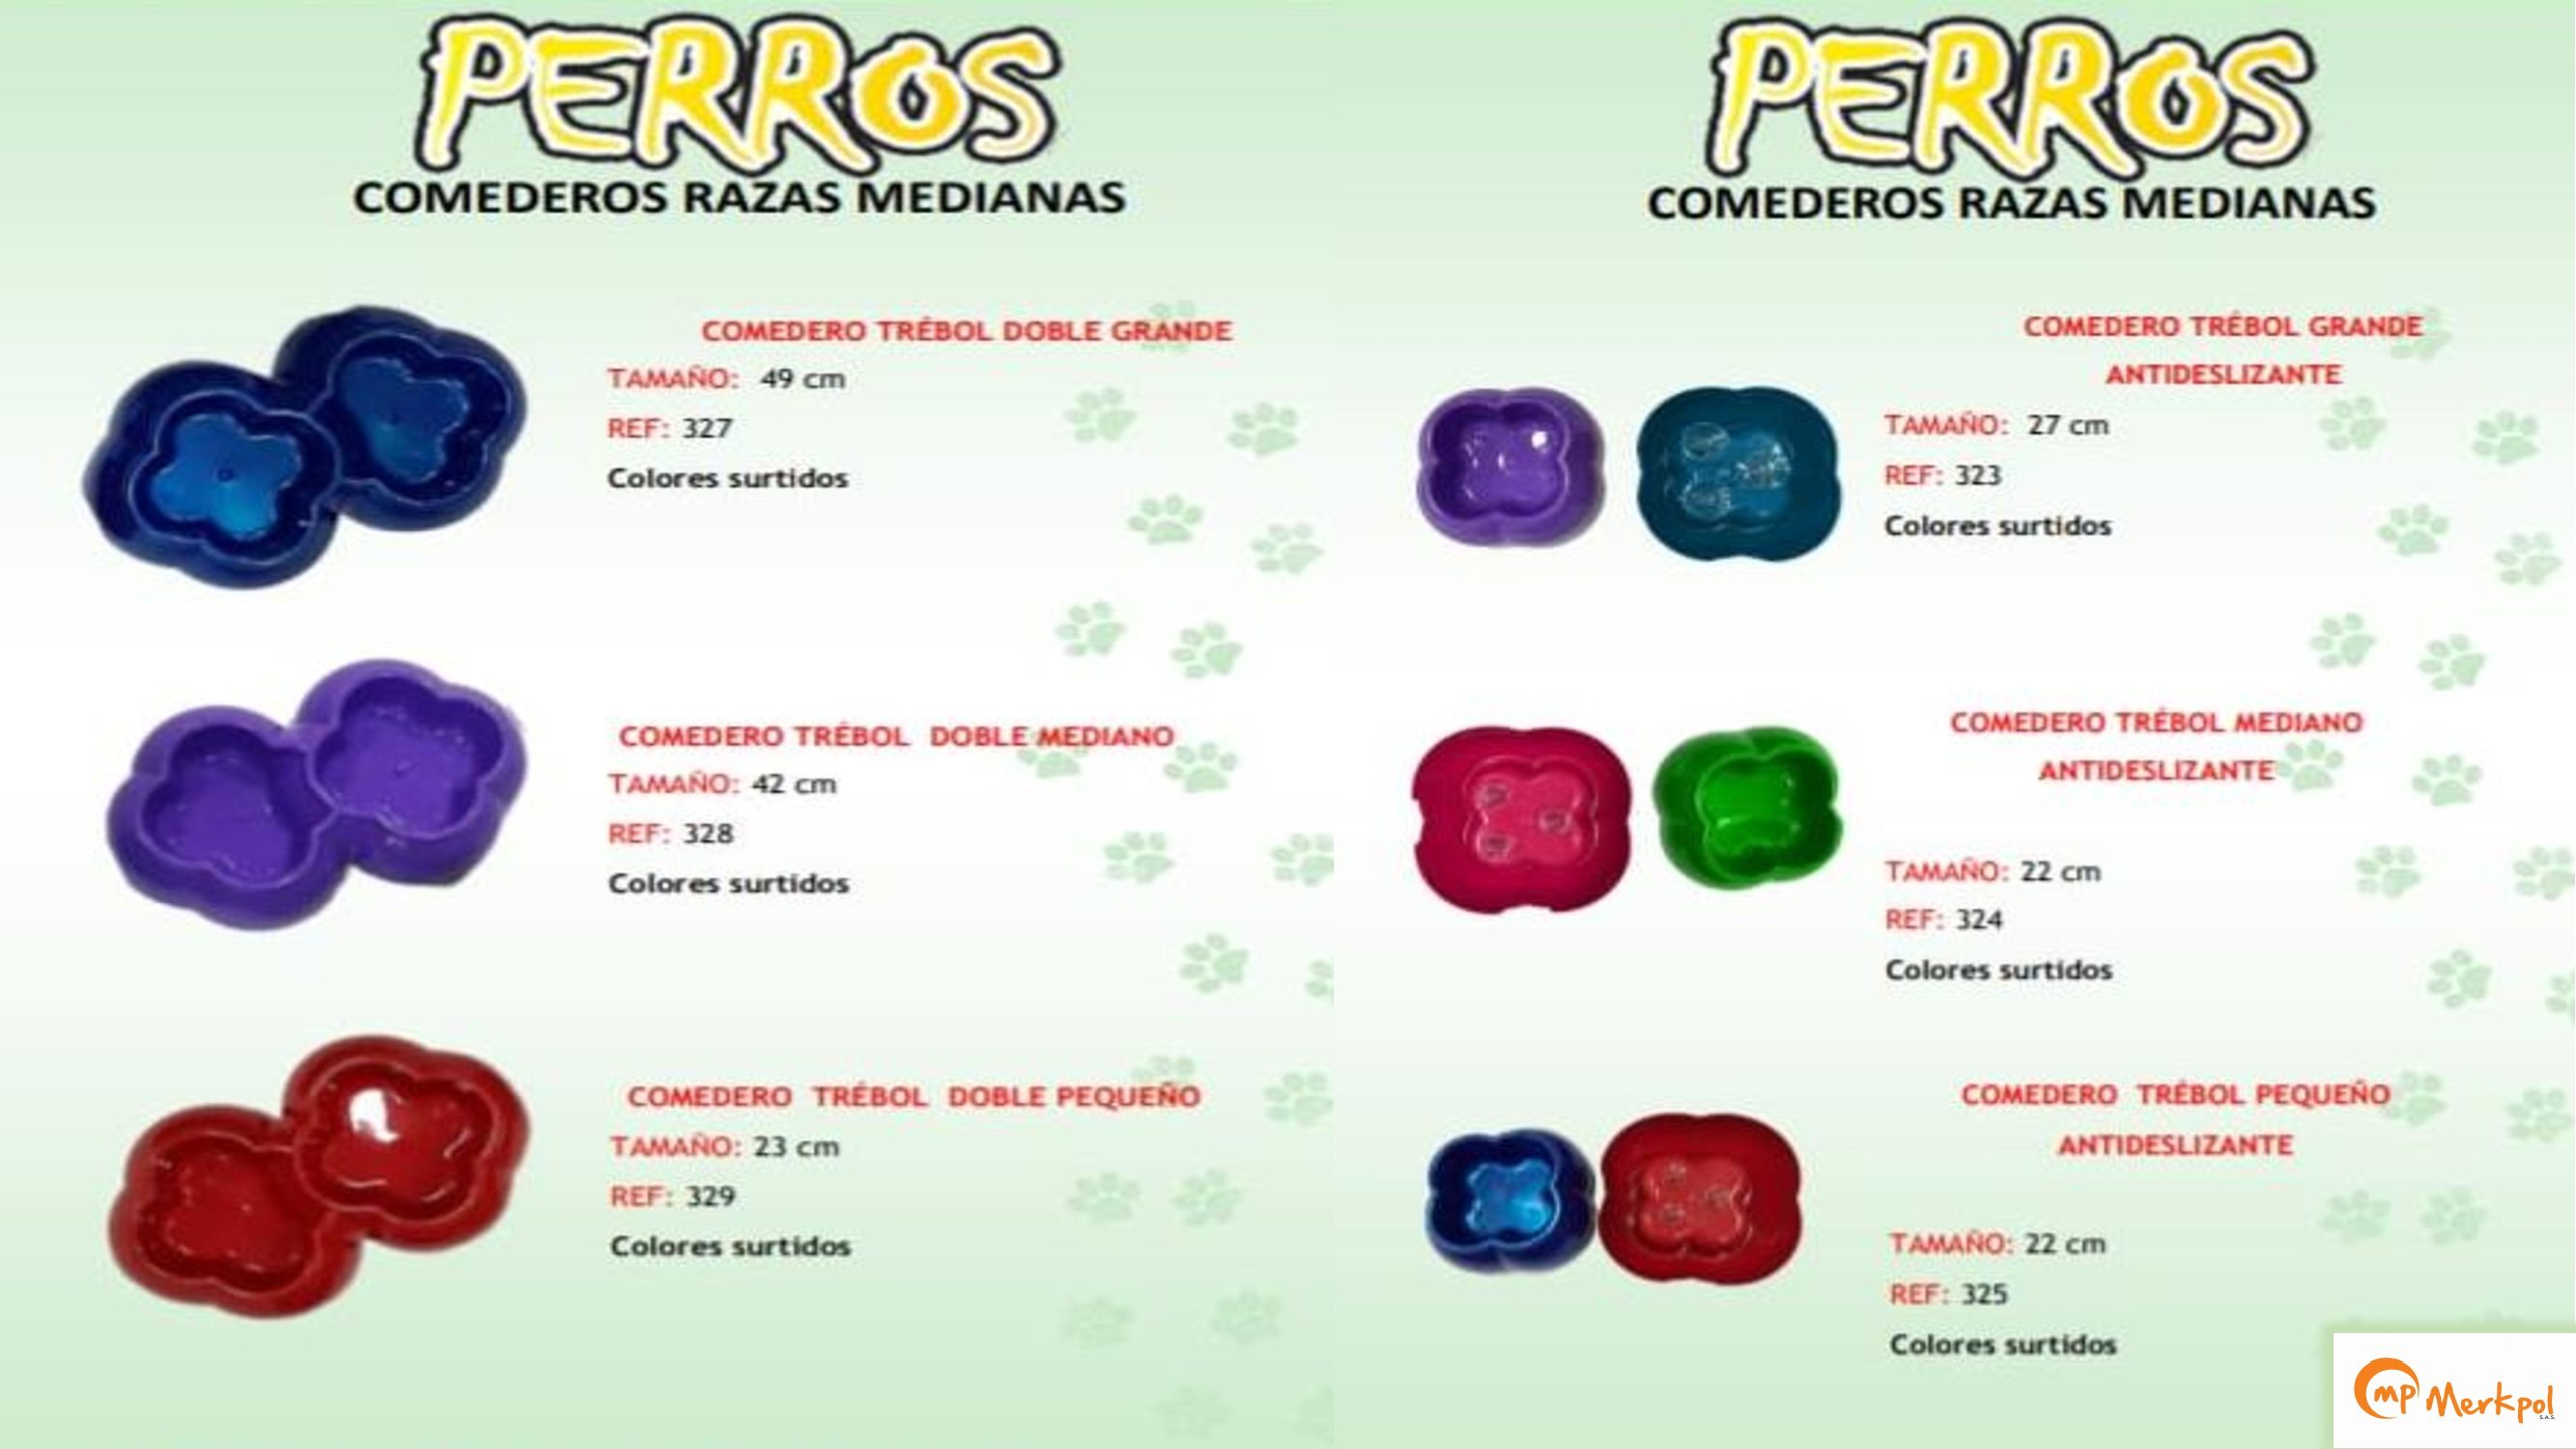 PERROS
COMEDEROS RAZAS MEDIANAS
COMEDERO TRÉBOL DOBLE GRANDE
TAMAÑO: 49 cm
REF: 327
Colores surtidos
COMEDERO TRÉBOL DOBLE MEDIANO
TAMAÑO: 42 cm
REF: 328
Colores surtidos
COMEDERO TRÉBOL DOBLE PEQUEÑO
TAMAÑO: 23 cm
REF: 329
Colores surtidos
PERROS
COMEDEROS RAZAS MEDIANAS
COMEDERO TRÉBOL GRANDE
ANTIDESLIZANTE
TAMAÑO: 27 cm
REF: 323
Colores surtidos
COMEDERO TRÉBOL MEDIANO
ANTIDESLIZANTE
TAMAÑO: 22 cm
REF: 324
Colores surtidos
COMEDERO TRÉBOL PEQUEÑO
ANTIDESLIZANTE
TAMAÑO: 22 cm
REF: 325
Colores surtidos
mp Merkpol
S.A.S.